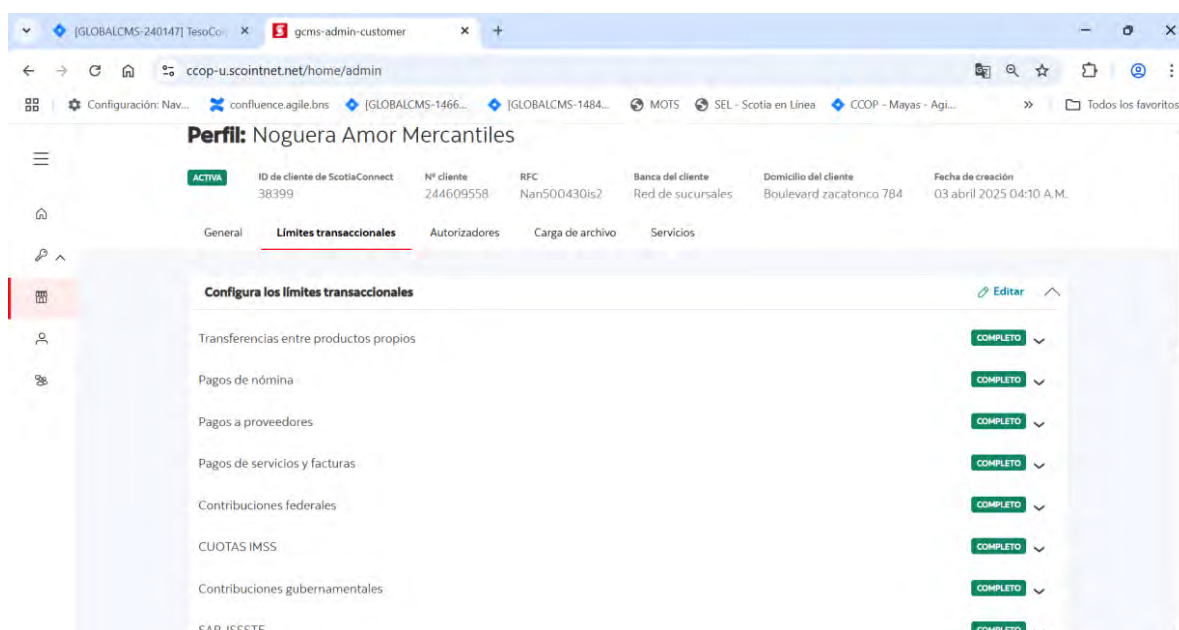 [GLOBALCMS-240147] TesoCo
gcms-admin-customer
ccop-u.scointnet.net/home/admin
Configuración: Nav...
confluence.agile.bns
[GLOBALCMS-1466...
[GLOBALCMS-1484...
MOTS
SEL - Scotia en Línea
CCOP - Mayas - Agi...
Todos los favoritos
Perfil: Noguera Amor Mercantiles
ACTIVA
ID de cliente de ScotiaConnect
38399
Nº cliente
244609558
RFC
Nan500430is2
Banca del cliente
Red de sucursales
Domicilio del cliente
Boulevard zacatonco 784
Fecha de creación
03 abril 2025 04:10 A.M.
General
Límites transaccionales
Autorizadores
Carga de archivo
Servicios
Configura los límites transaccionales
Editar
Transferencias entre productos propios COMPLETO
Pagos de nómina COMPLETO
Pagos a proveedores COMPLETO
Pagos de servicios y facturas COMPLETO
Contribuciones federales COMPLETO
CUOTAS IMSS COMPLETO
Contribuciones gubernamentales COMPLETO
SAR ISSSTE COMPLETO